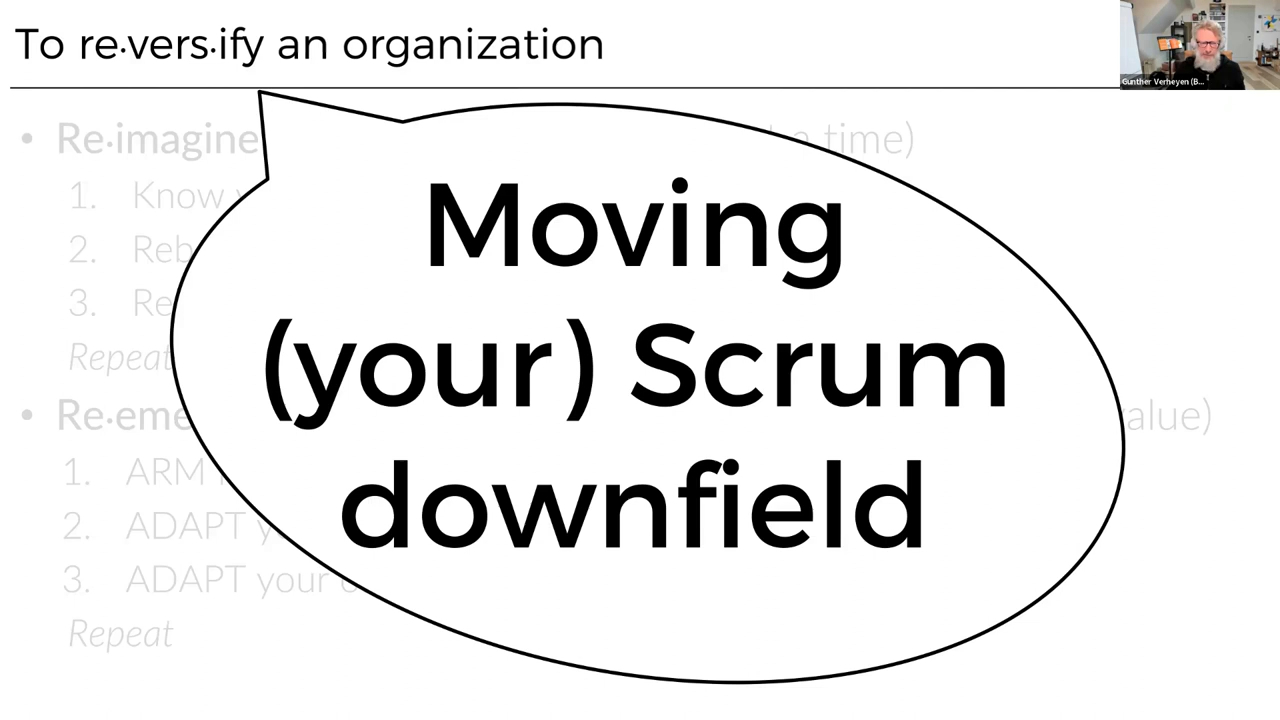 To re·vers·ify an organization
Gunther Verheyen (B...
• Re·imagine a time)
1. Know
2. Reb
3. Re
Repeat
• Re·eme alue)
1. ARM
2. ADAPT y
3. ADAPT your
Repeat
Moving
(your) Scrum
downfield